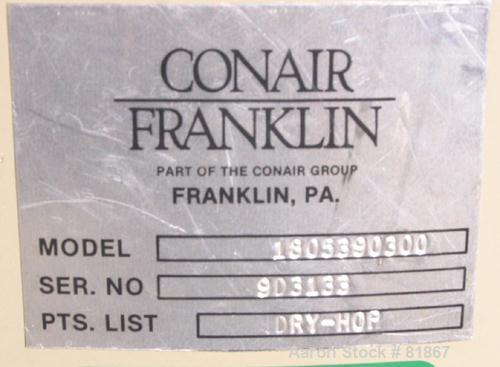 CONAIR
FRANKLIN
PART OF THE CONAIR GROUP
FRANKLIN, PA.
MODEL 1805390300
SER. NO 9D3133
PTS. LIST DRY-HOP
Aaron Stock # 81867